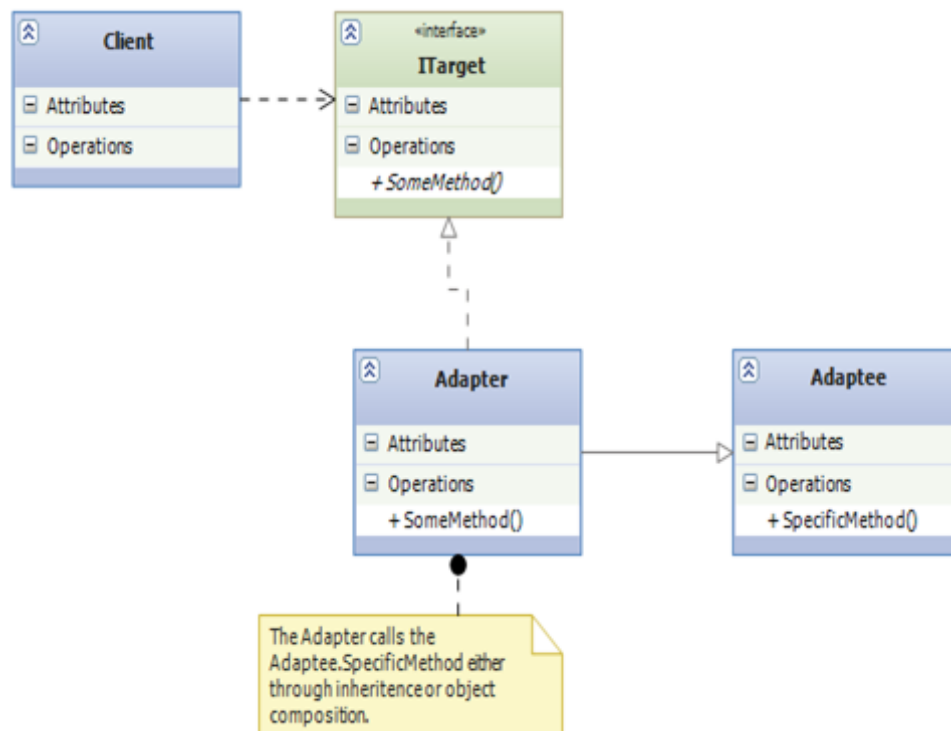 Client
Attributes
Operations
«interface»
ITarget
Attributes
Operations
+ SomeMethod()
Adapter
Attributes
Operations
+ SomeMethod()
Adaptee
Attributes
Operations
+ SpecificMethod()
The Adapter calls the
Adaptee.SpecificMethod either
through inheritence or object
composition.